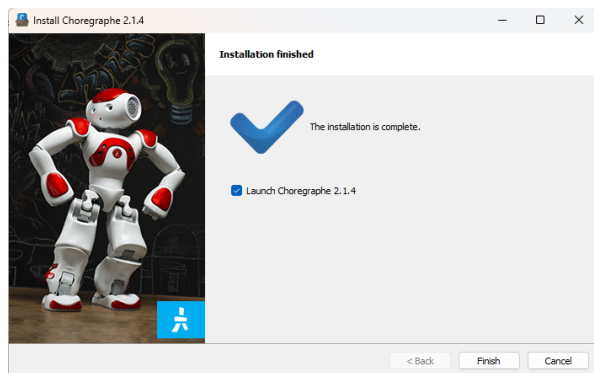 Install Choregraphe 2.1.4
Installation finished
The installation is complete.
Launch Choregraphe 2.1.4
< Back
Finish
Cancel